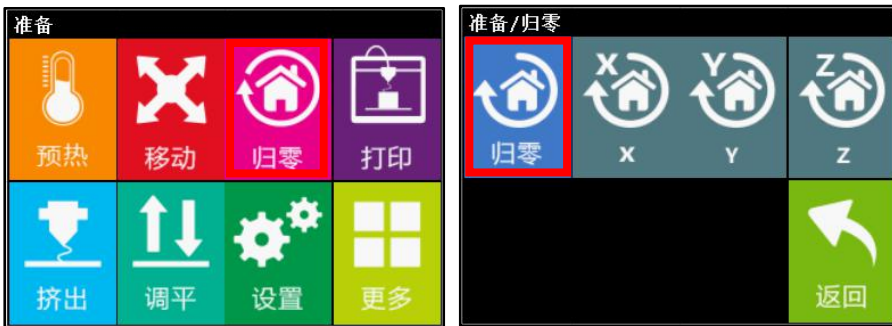 准备
预热 移动 归零 打印
挤出 调平 设置 更多
准备/归零
X Y Z
归零 X Y Z
返回